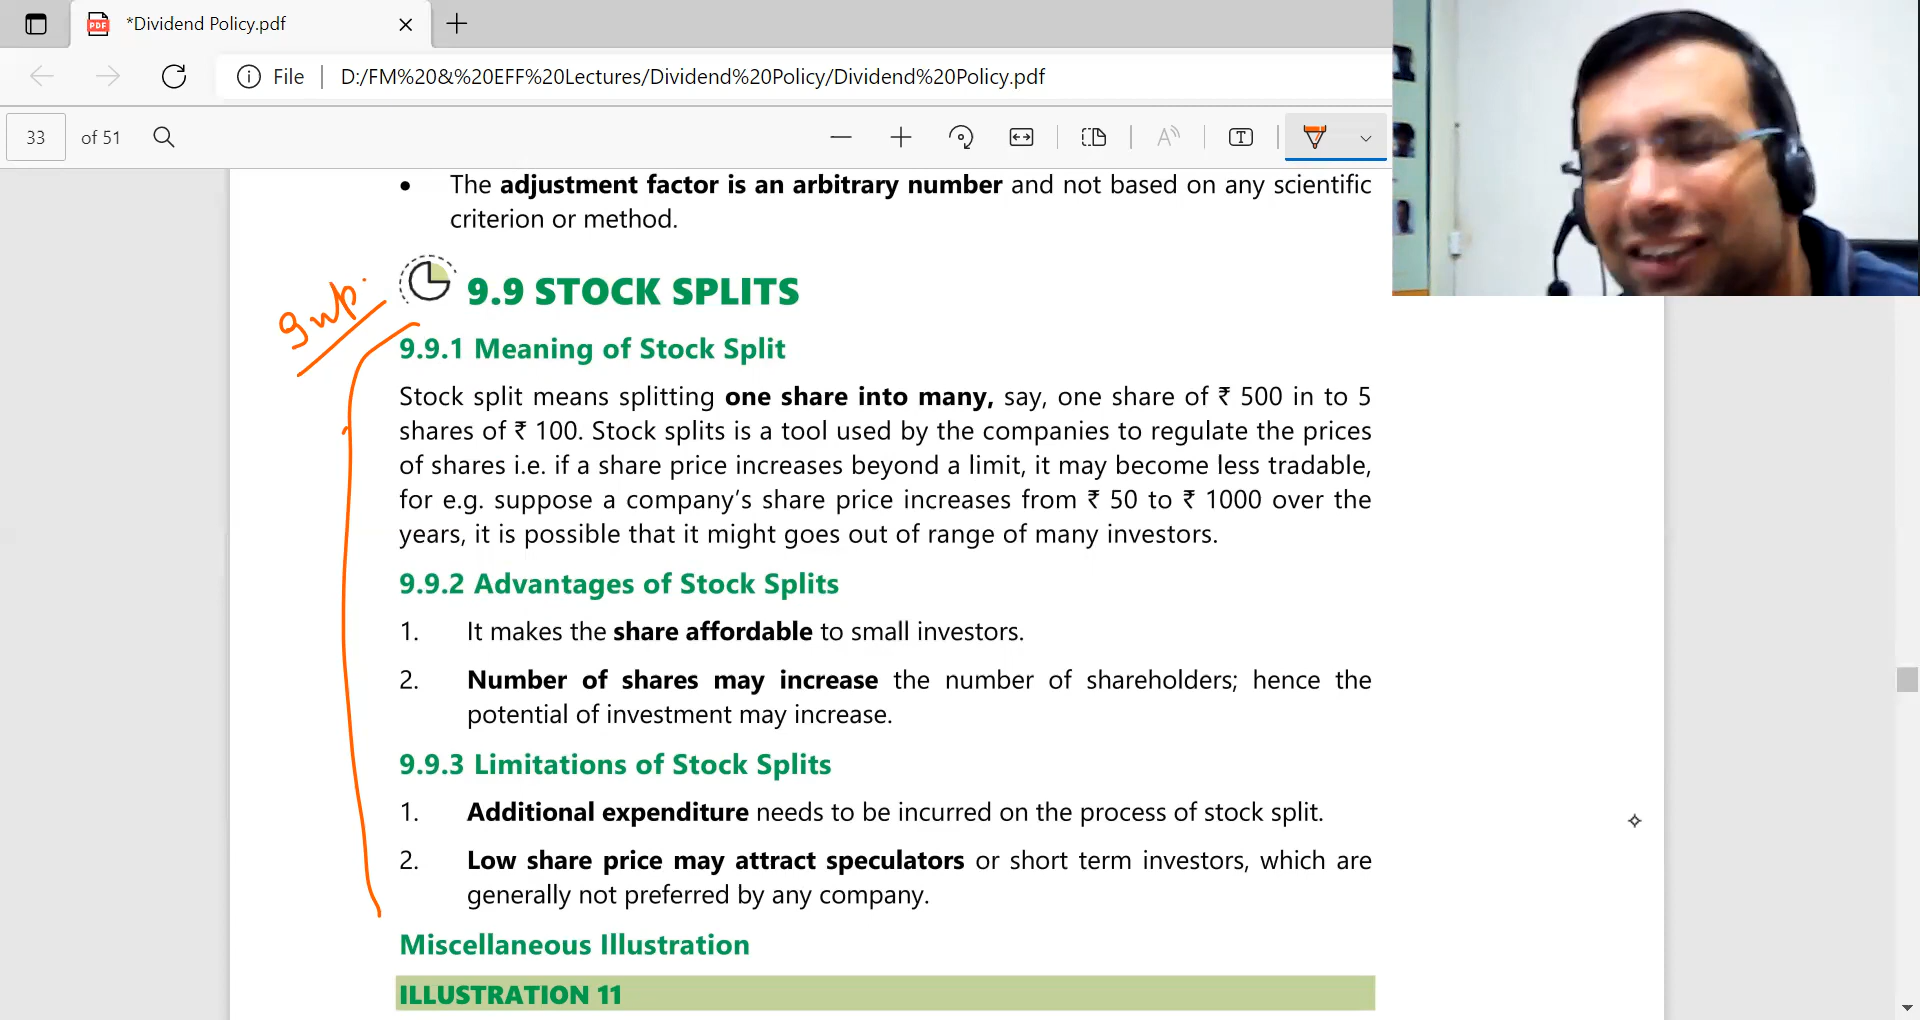 *Dividend Policy.pdf
File
D:/FM%20&%20EFF%20Lectures/Dividend%20Policy/Dividend%20Policy.pdf
33 of 51
• The adjustment factor is an arbitrary number and not based on any scientific
criterion or method.
Imp.
9.9 STOCK SPLITS
9.9.1 Meaning of Stock Split
Stock split means splitting one share into many, say, one share of ₹ 500 in to 5
shares of ₹ 100. Stock splits is a tool used by the companies to regulate the prices
of shares i.e. if a share price increases beyond a limit, it may become less tradable,
for e.g. suppose a company’s share price increases from ₹ 50 to ₹ 1000 over the
years, it is possible that it might goes out of range of many investors.
9.9.2 Advantages of Stock Splits
1. It makes the share affordable to small investors.
2. Number of shares may increase the number of shareholders; hence the
potential of investment may increase.
9.9.3 Limitations of Stock Splits
1. Additional expenditure needs to be incurred on the process of stock split.
2. Low share price may attract speculators or short term investors, which are
generally not preferred by any company.
Miscellaneous Illustration
ILLUSTRATION 11